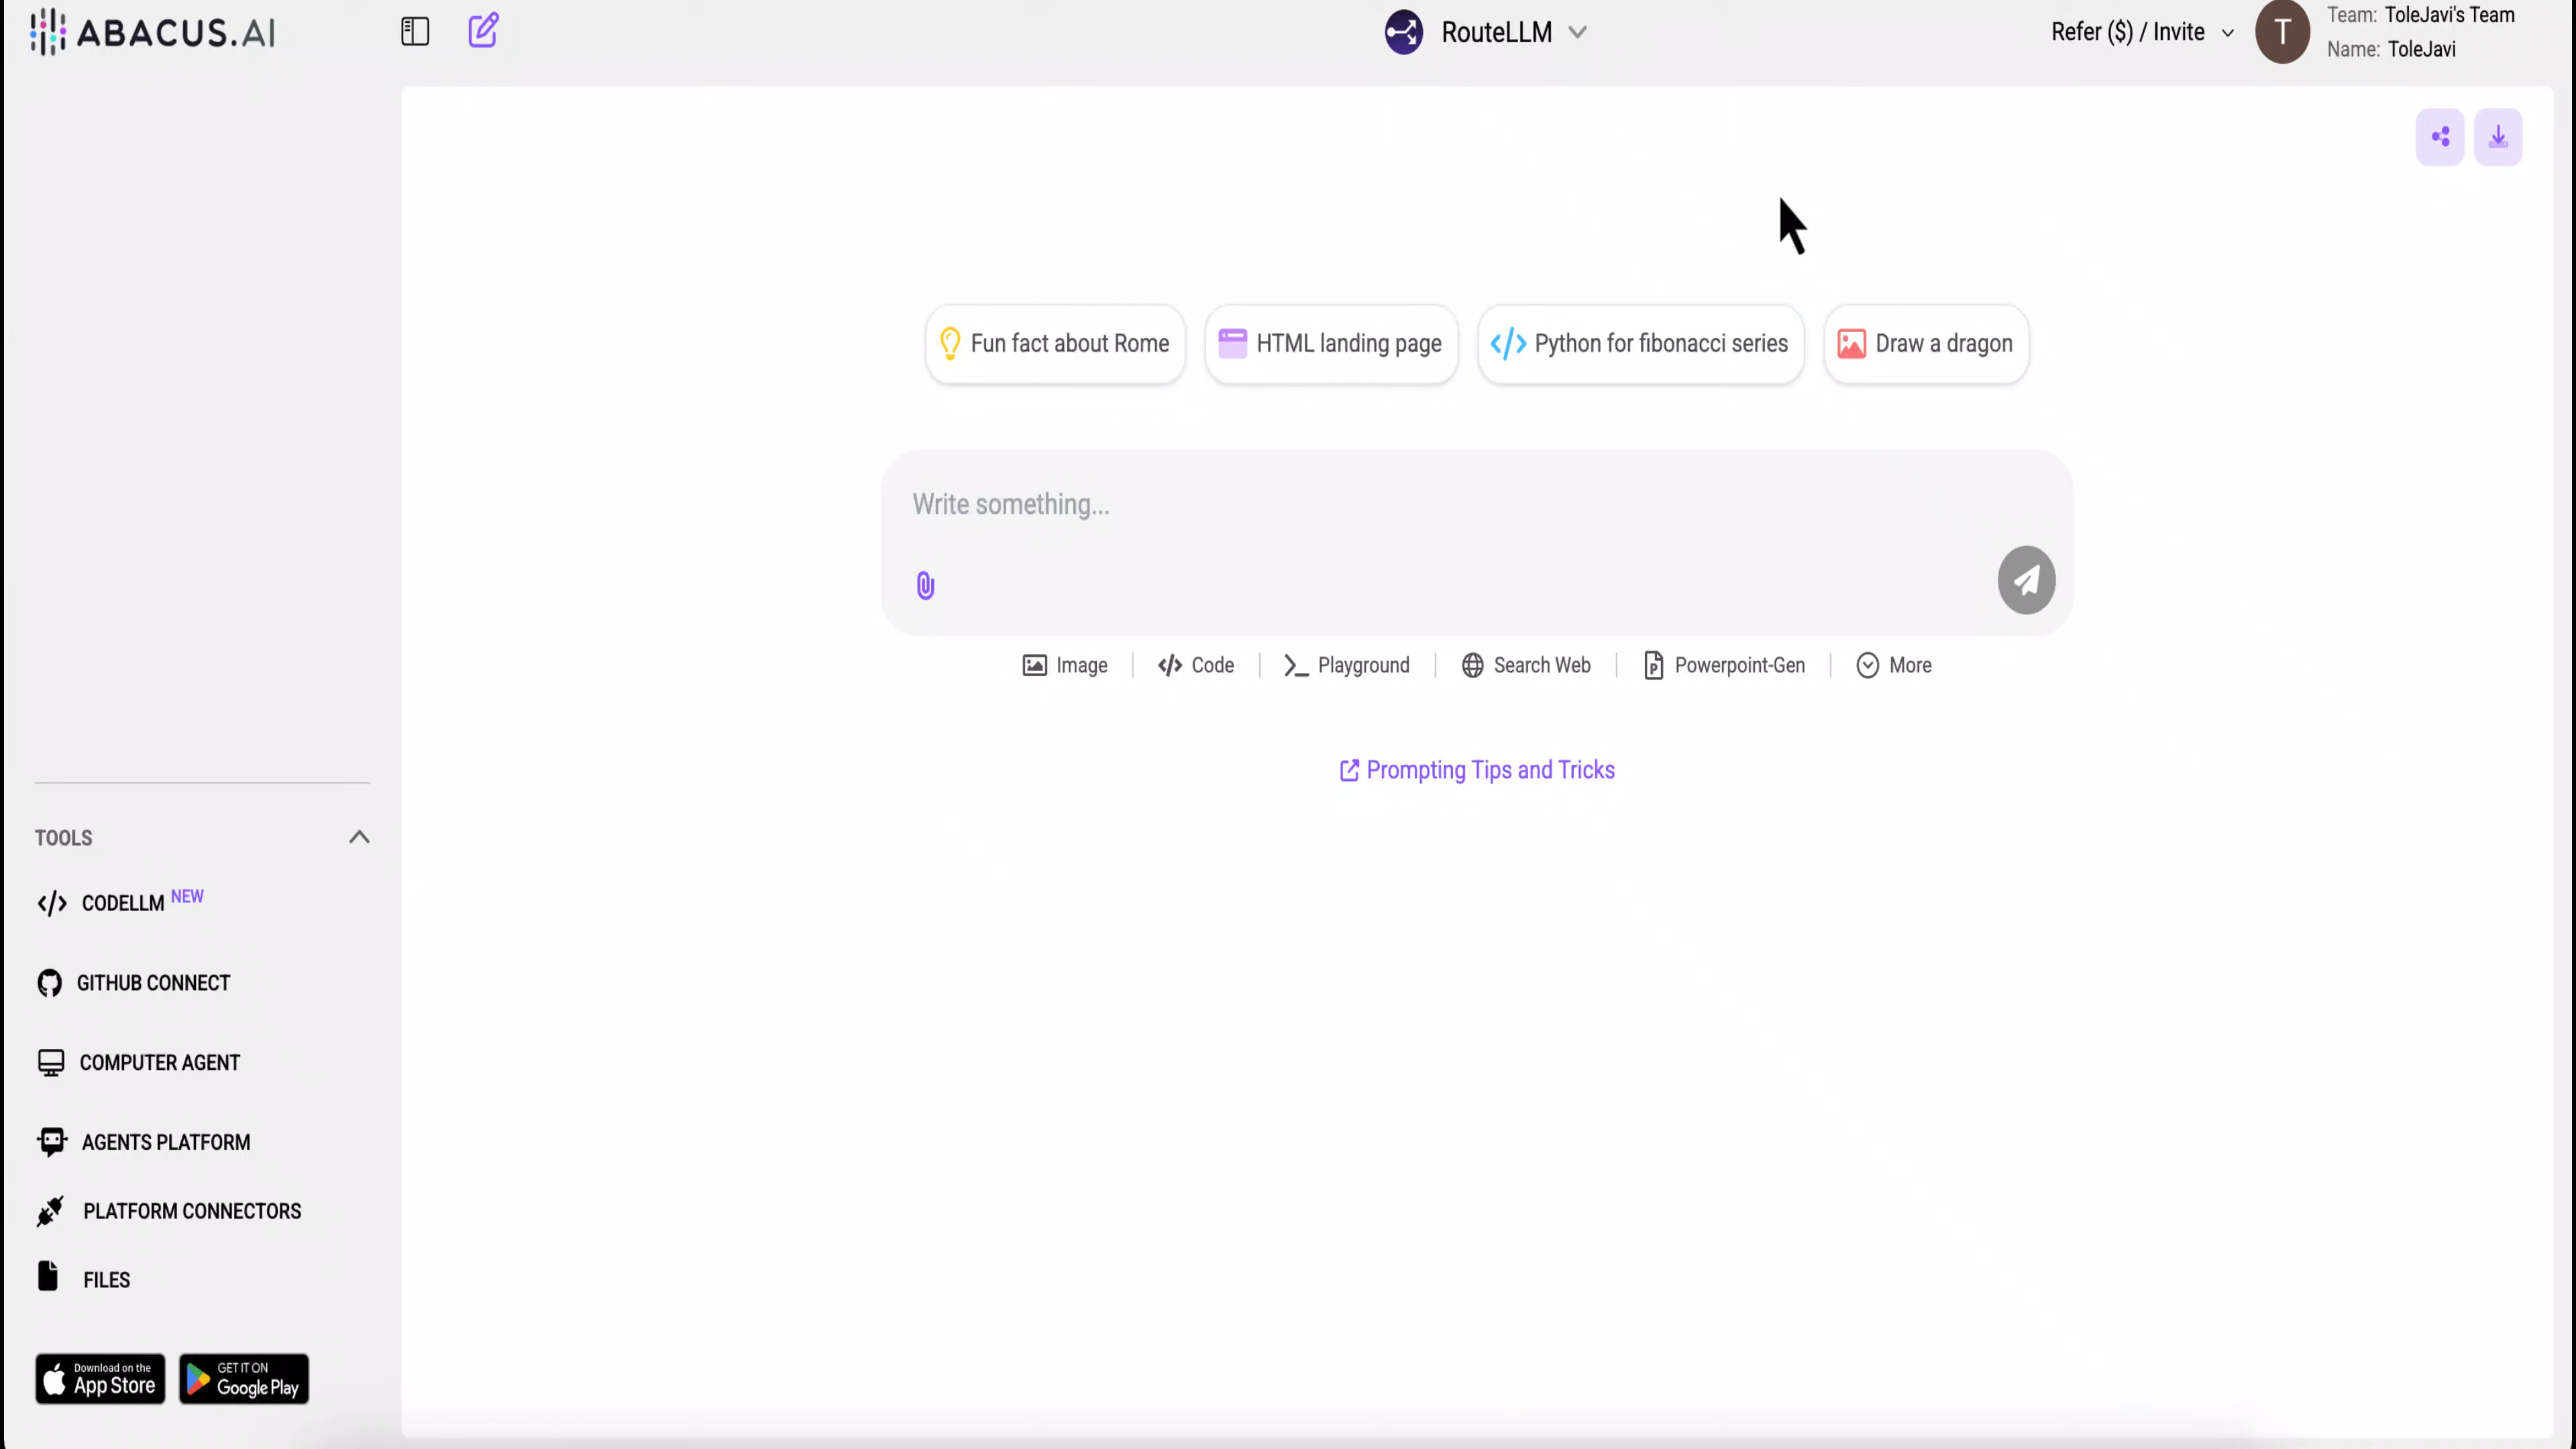 ABACUS.AI
RouteLLM
Refer ($) / Invite
T
Team: ToleJavi's Team
Name: ToleJavi
Fun fact about Rome
HTML landing page
Python for fibonacci series
Draw a dragon
Write something...
Image
Code
Playground
Search Web
Powerpoint-Gen
More
Prompting Tips and Tricks
TOOLS
CODELLM NEW
GITHUB CONNECT
COMPUTER AGENT
AGENTS PLATFORM
PLATFORM CONNECTORS
FILES
Download on the
App Store
GET IT ON
Google Play